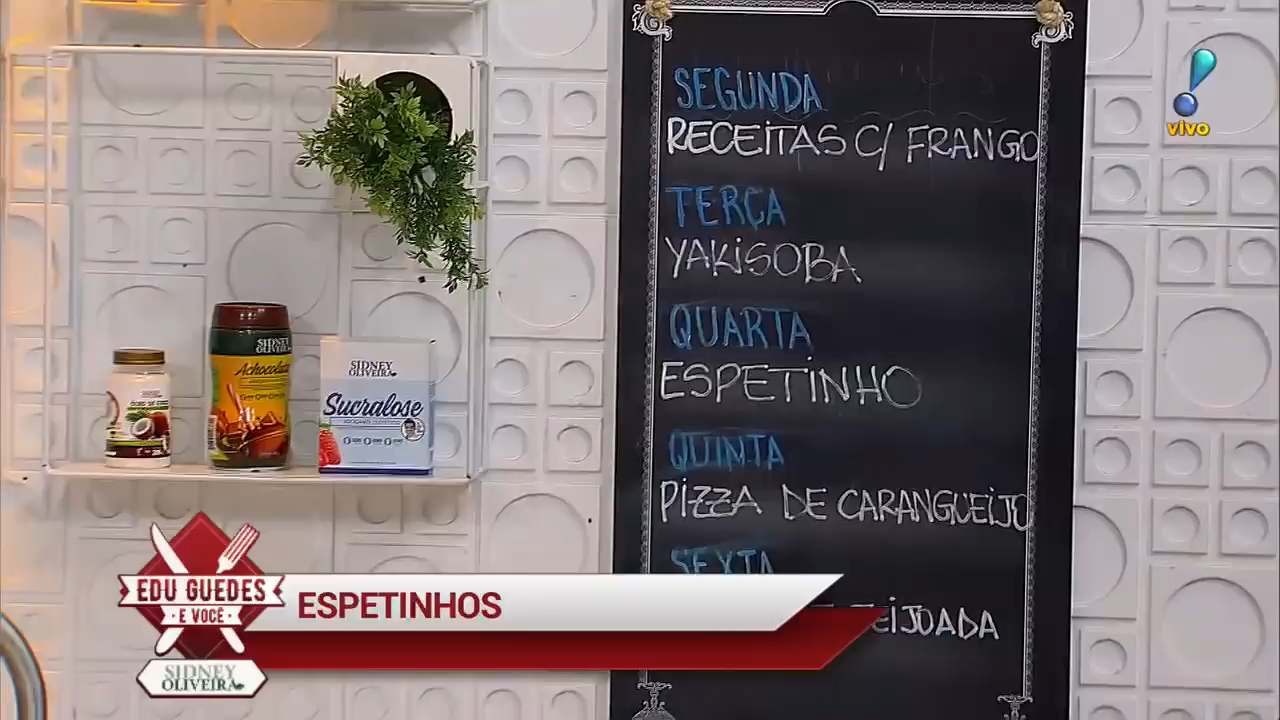 SEGUNDA
RECEITAS C/ FRANGO
TERÇA
YAKISOBA
QUARTA
ESPETINHO
QUINTA
PIZZA DE CARANGUEIJO
SEXTA
EIJOADA
vivo
SIDNEY
OLIVEIRA
Achocolat
SIDNEY
OLIVEIRA
Sucralose
EDU GUEDES
E VOCÊ
SIDNEY
OLIVEIRA
ESPETINHOS